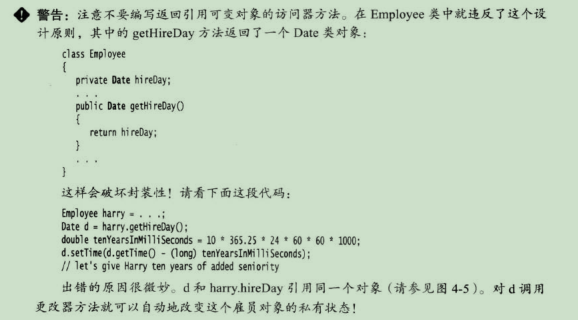 警告：注意不要编写返回引用可变对象的访问器方法。在 Employee 类中就违反了这个设
计原则，其中的 getHireDay 方法返回了一个 Date 类对象：
class Employee
{
private Date hireDay;
. . .
public Date getHireDay()
{
return hireDay;
}
. . .
}
这样会破坏封装性！请看下面这段代码：
Employee harry = . . .;
Date d = harry.getHireDay();
double tenYearsInMilliSeconds = 10 * 365.25 * 24 * 60 * 60 * 1000;
d.setTime(d.getTime() - (long) tenYearsInMilliSeconds);
// let's give Harry ten years of added seniority
出错的原因很微妙。d 和 harry.hireDay 引用同一个对象（请参见图 4-5）。对 d 调用
更改器方法就可以自动地改变这个雇员对象的私有状态！